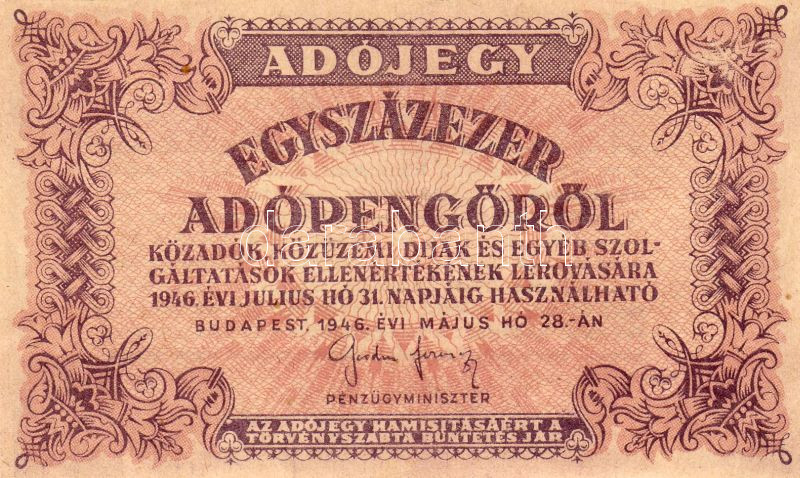 ADÓJEGY
EGYSZÁZEZER
ADÓPENGŐRŐL
KÖZADÓK, KÖZÜZEMI DIJAK ÉS EGYÉB, SZOL-
GÁLTATÁSOK ELLENÉRTÉKÉNEK LEROVÁSÁRA
1946. ÉVI JULIUS HÓ 31. NAPJÁIG HASZNÁLHATÓ
BUDAPEST, 1946. ÉVI MÁJUS HÓ 28.-ÁN
PÉNZÜGYMINISZTER
AZ ADÓJEGY HAMISITÁSÁÉRT A
TÖRVÉNYSZABTA BÜNTETÉS JÁR